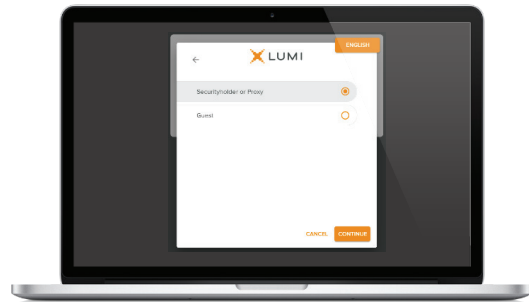 ENGLISH
LUMI
Securityholder or Proxy
Guest
CANCEL CONTINUE